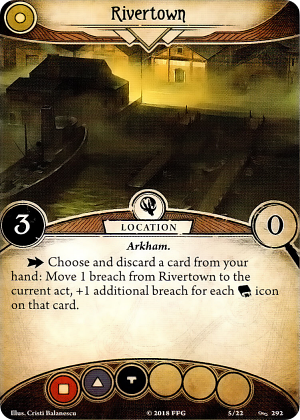 Rivertown
3
LOCATION
0
Arkham.
Choose and discard a card from your
hand: Move 1 breach from Rivertown to the
current act, +1 additional breach for each icon
on that card.
Illus. Cristi Balanescu © 2018 FFG 5/22 292